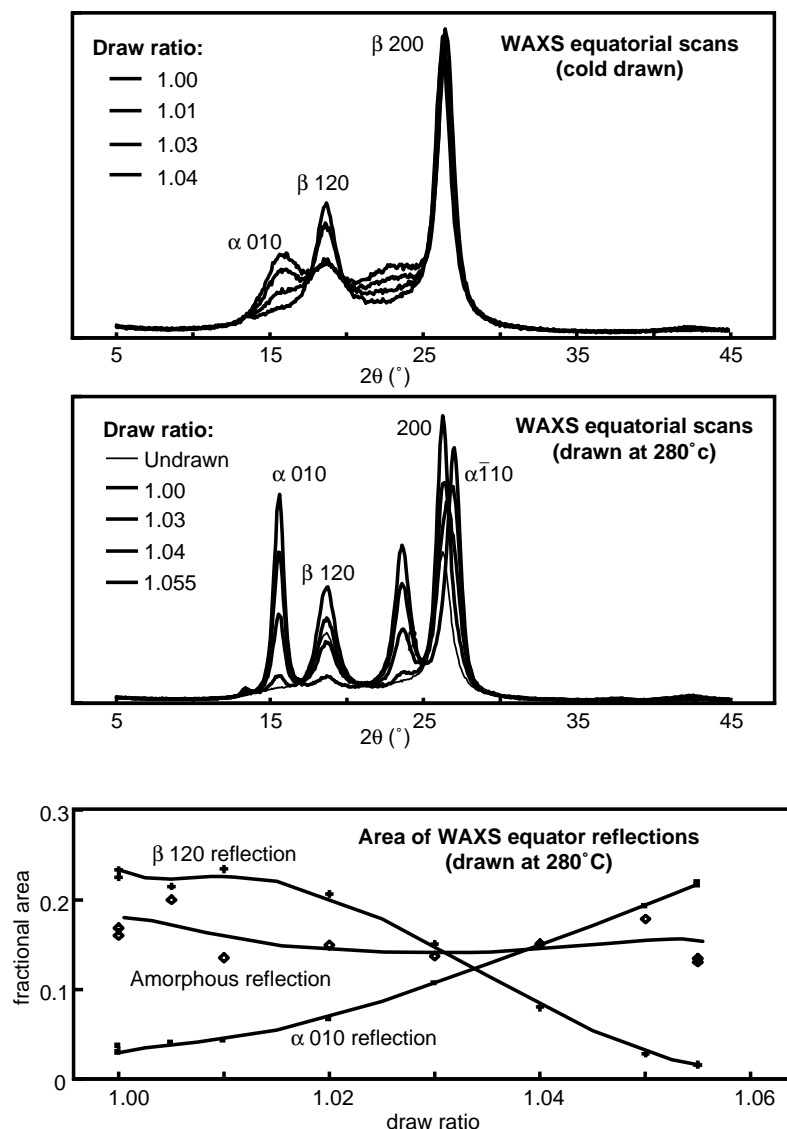 Draw ratio:
1.00
1.01
1.03
1.04
α 010
β 120
β 200
WAXS equatorial scans
(cold drawn)
5
15
25
35
45
2θ (˚)
Draw ratio:
Undrawn
1.00
1.03
1.04
1.055
α 010
β 120
200
α1̅10
WAXS equatorial scans
(drawn at 280˚c)
5
15
25
35
45
2θ (˚)
Area of WAXS equator reflections
(drawn at 280˚C)
β 120 reflection
Amorphous reflection
α 010 reflection
fractional area
0.3
0.2
0.1
0
1.00
1.02
1.04
1.06
draw ratio